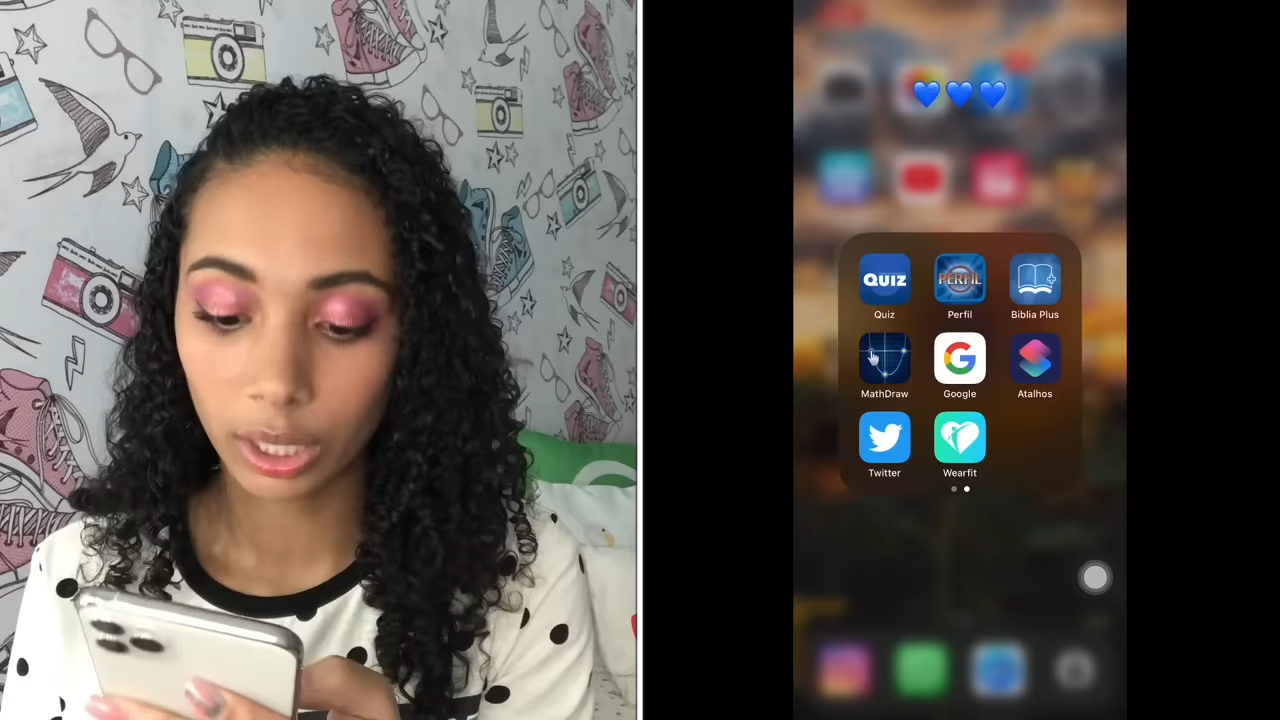 💙💙💙
QUIZ
PERFIL
Quiz
Perfil
Biblia Plus
MathDraw
Google
Atalhos
Twitter
Wearfit